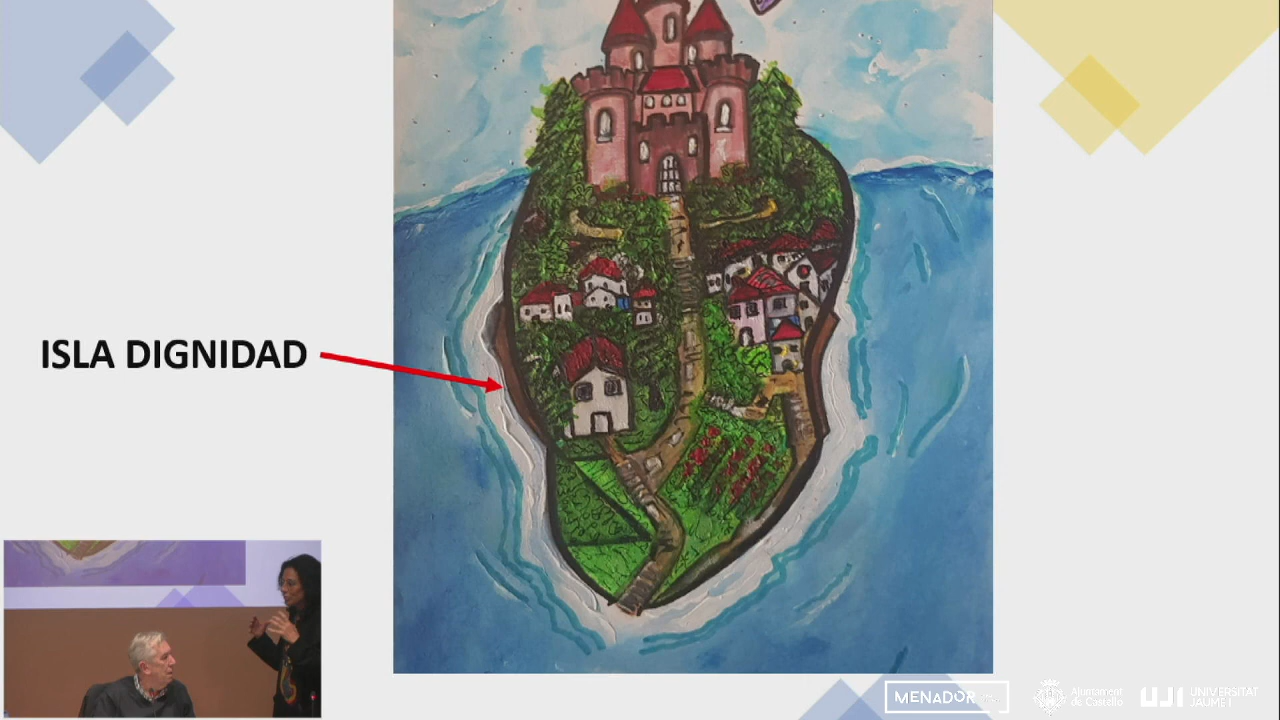 ISLA DIGNIDAD
MENADOR
Ajuntament
de Castelló
UJI
UNIVERSITAT
JAUME I